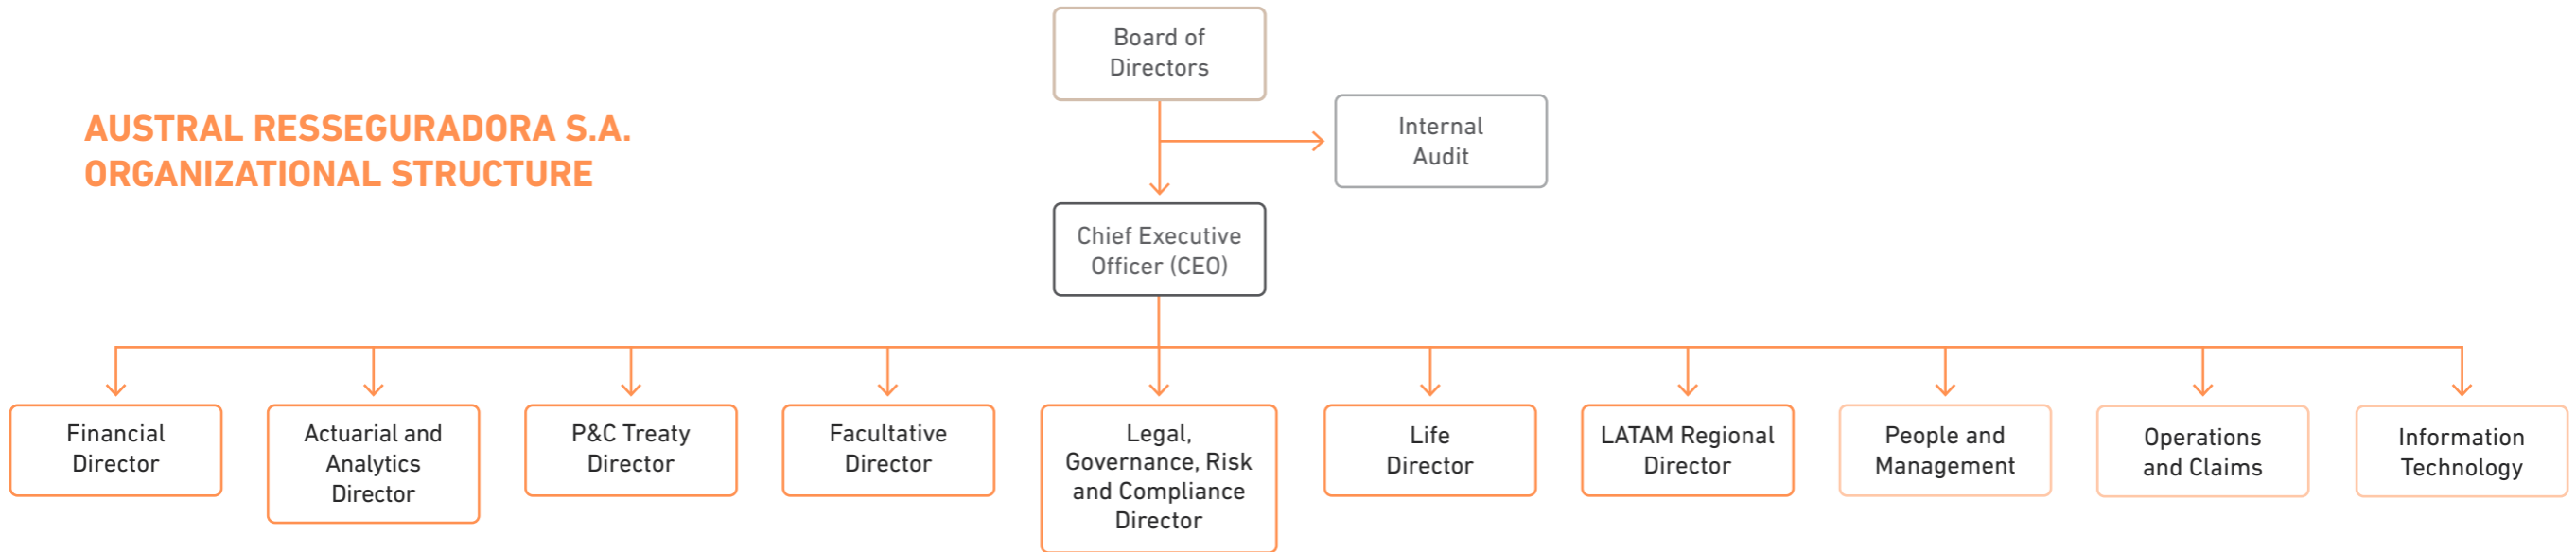 Board of
Directors
AUSTRAL RESSEGURADORA S.A.
ORGANIZATIONAL STRUCTURE
Internal
Audit
Chief Executive
Officer (CEO)
Financial
Director
Actuarial and
Analytics
Director
P&C Treaty
Director
Facultative
Director
Legal,
Governance, Risk
and Compliance
Director
Life
Director
LATAM Regional
Director
People and
Management
Operations
and Claims
Information
Technology